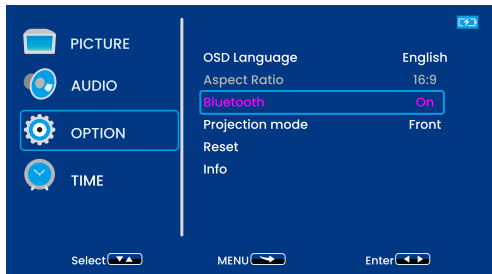 PICTURE
AUDIO
OPTION
TIME
OSD Language English
Aspect Ratio 16:9
Bluetooth On
Projection mode Front
Reset
Info
Select MENU Enter